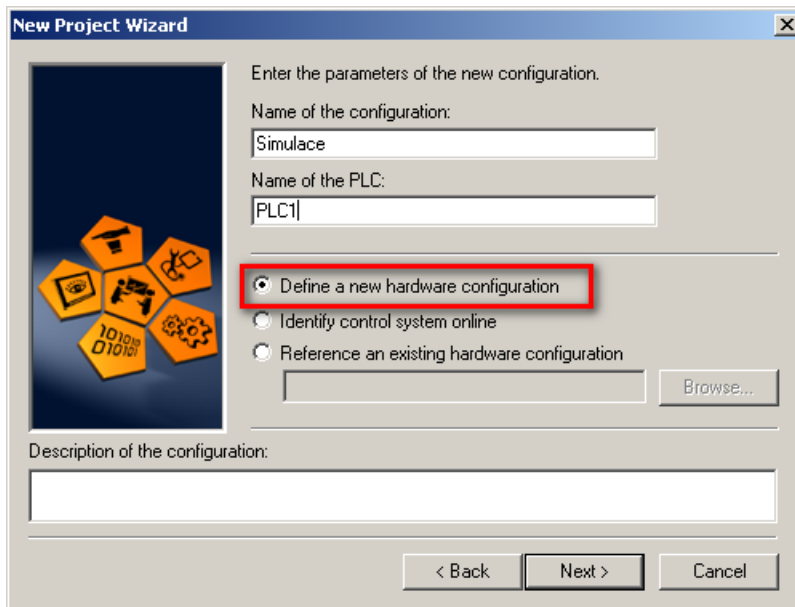 New Project Wizard
Enter the parameters of the new configuration.
Name of the configuration:
Simulace
Name of the PLC:
PLC1
Define a new hardware configuration
Identify control system online
Reference an existing hardware configuration
Browse...
101010
010101
Description of the configuration:
< Back
Next >
Cancel